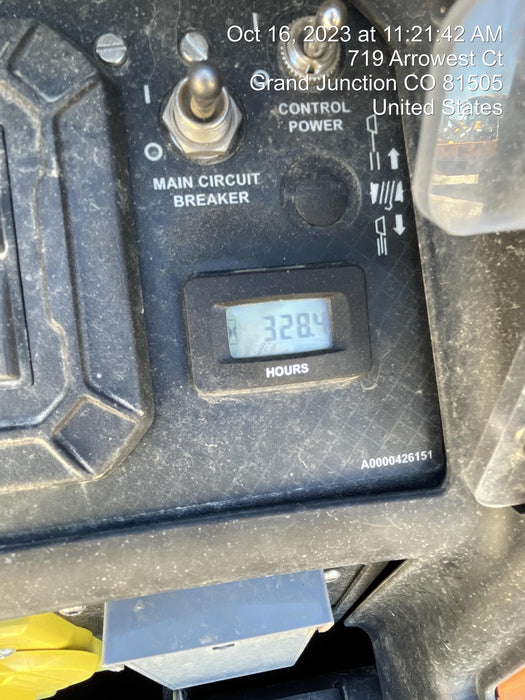 Oct 16, 2023 at 11:21:42 AM
719 Arrowest Ct
Grand Junction CO 81505
United States
CONTROL
POWER
MAIN CIRCUIT
BREAKER
328.4
HOURS
A0000426151